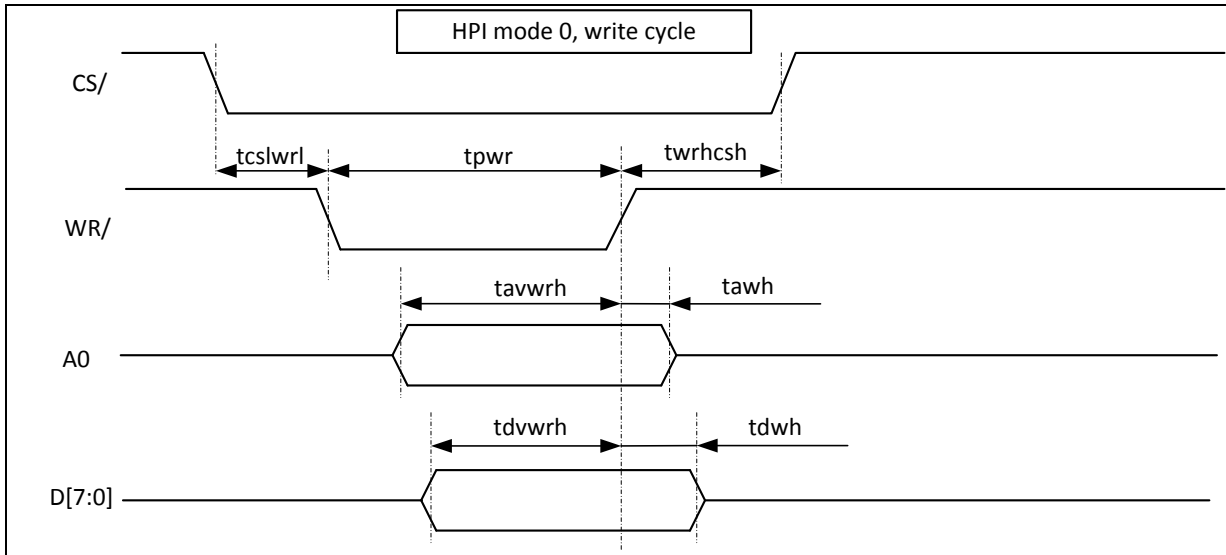 HPI mode 0, write cycle
CS/
tcslwrl tpwr twrhcsh
WR/
tavwrh tawh
A0
tdvwrh tdwh
D[7:0]